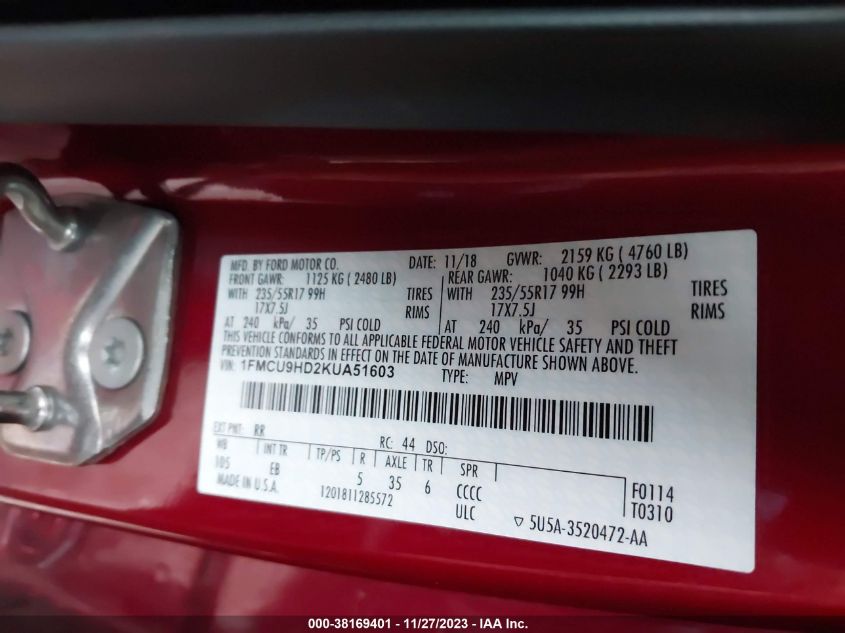 MFD. BY FORD MOTOR CO. DATE: 11/18 GVWR: 2159 KG ( 4760 LB)
FRONT GAWR: 1125 KG ( 2480 LB) REAR GAWR: 1040 KG ( 2293 LB)
WITH 235/55R17 99H TIRES WITH 235/55R17 99H TIRES
17X7.5J RIMS 17X7.5J RIMS
AT 240 kPa/ 35 PSI COLD AT 240 kPa/ 35 PSI COLD
THIS VEHICLE CONFORMS TO ALL APPLICABLE FEDERAL MOTOR VEHICLE SAFETY AND THEFT
PREVENTION STANDARDS IN EFFECT ON THE DATE OF MANUFACTURE SHOWN ABOVE.
VIN: 1FMCU9HD2KUA51603 TYPE: MPV
EXT PNT: RR RC: 44 DSO:
WB INT TR TP/PS R AXLE TR SPR
105 EB 5 35 6 CCCC F0114
MADE IN U.S.A. 1201811285572 ULC T0310
▽ 5U5A-3520472-AA
000-38169401 - 11/27/2023 - IAA Inc.